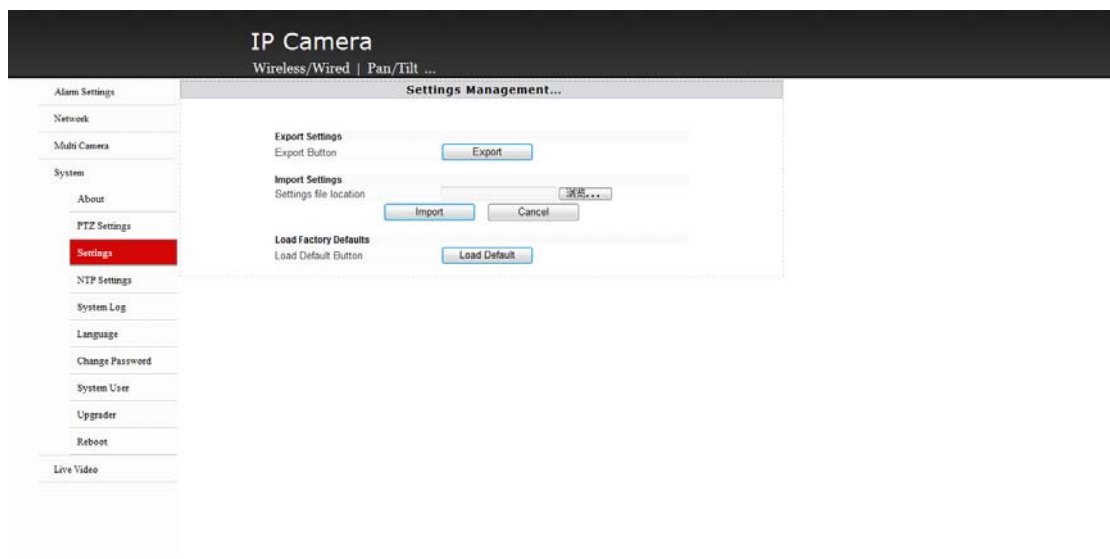 IP Camera
Wireless/Wired | Pan/Tilt ...
Alarm Settings
Network
Multi Camera
System
About
PTZ Settings
Settings
NTP Settings
System Log
Language
Change Password
System User
Upgrader
Reboot
Live Video
Settings Management...
Export Settings
Export Button Export
Import Settings
Settings file location 浏览...
Import Cancel
Load Factory Defaults
Load Default Button Load Default